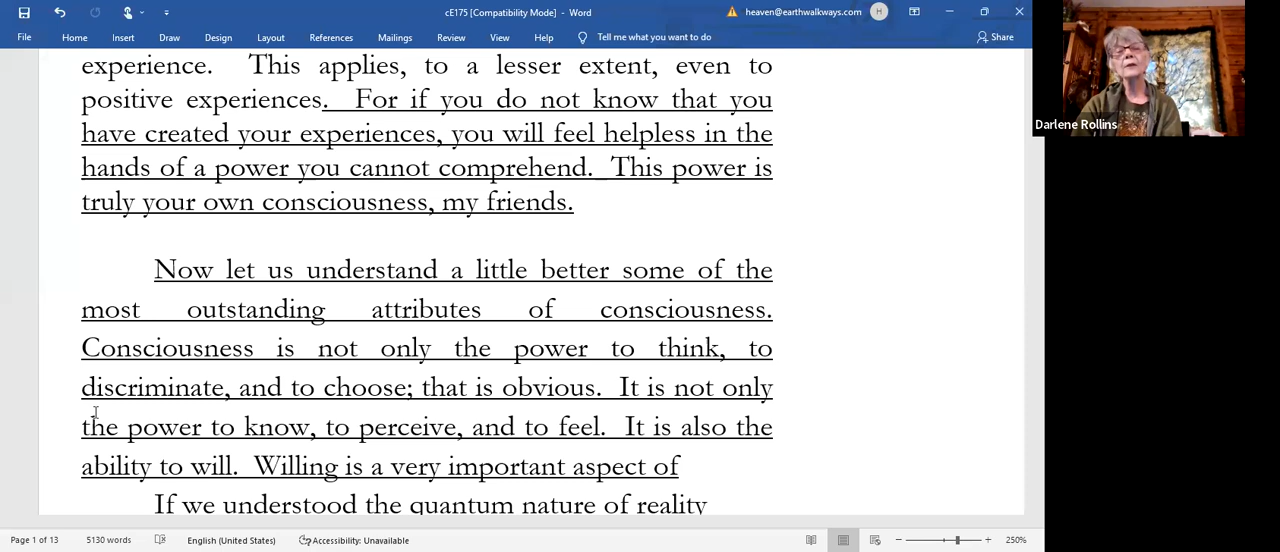 cE175 [Compatibility Mode] - Word
heaven@earthwalkways.com
H
File Home Insert Draw Design Layout References Mailings Review View Help Tell me what you want to do Share
experience. This applies, to a lesser extent, even to
positive experiences. For if you do not know that you
have created your experiences, you will feel helpless in the
hands of a power you cannot comprehend. This power is
truly your own consciousness, my friends.
Now let us understand a little better some of the
most outstanding attributes of consciousness.
Consciousness is not only the power to think, to
discriminate, and to choose; that is obvious. It is not only
the power to know, to perceive, and to feel. It is also the
ability to will. Willing is a very important aspect of
If we understood the quantum nature of reality
Darlene Rollins
Page 1 of 13 5130 words English (United States) Accessibility: Unavailable 250%